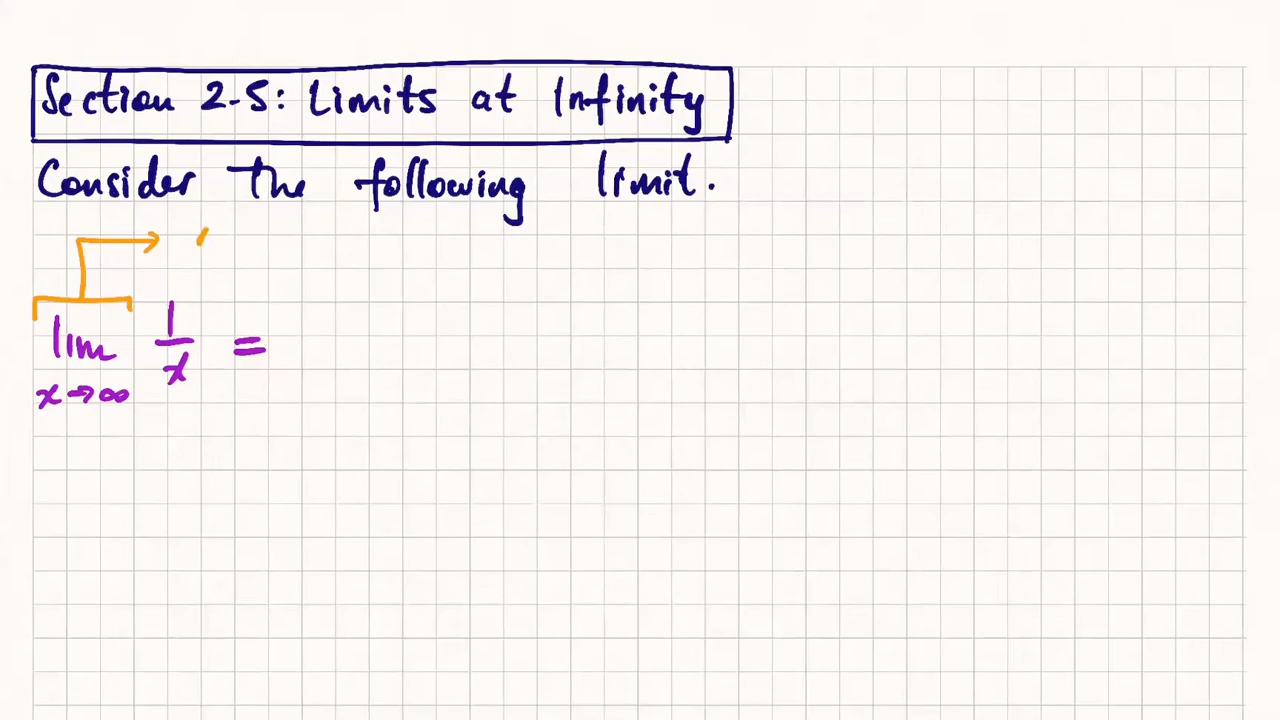 Section 2-5: Limits at Infinity
Consider the following limit.
lim 1/x =
x→∞